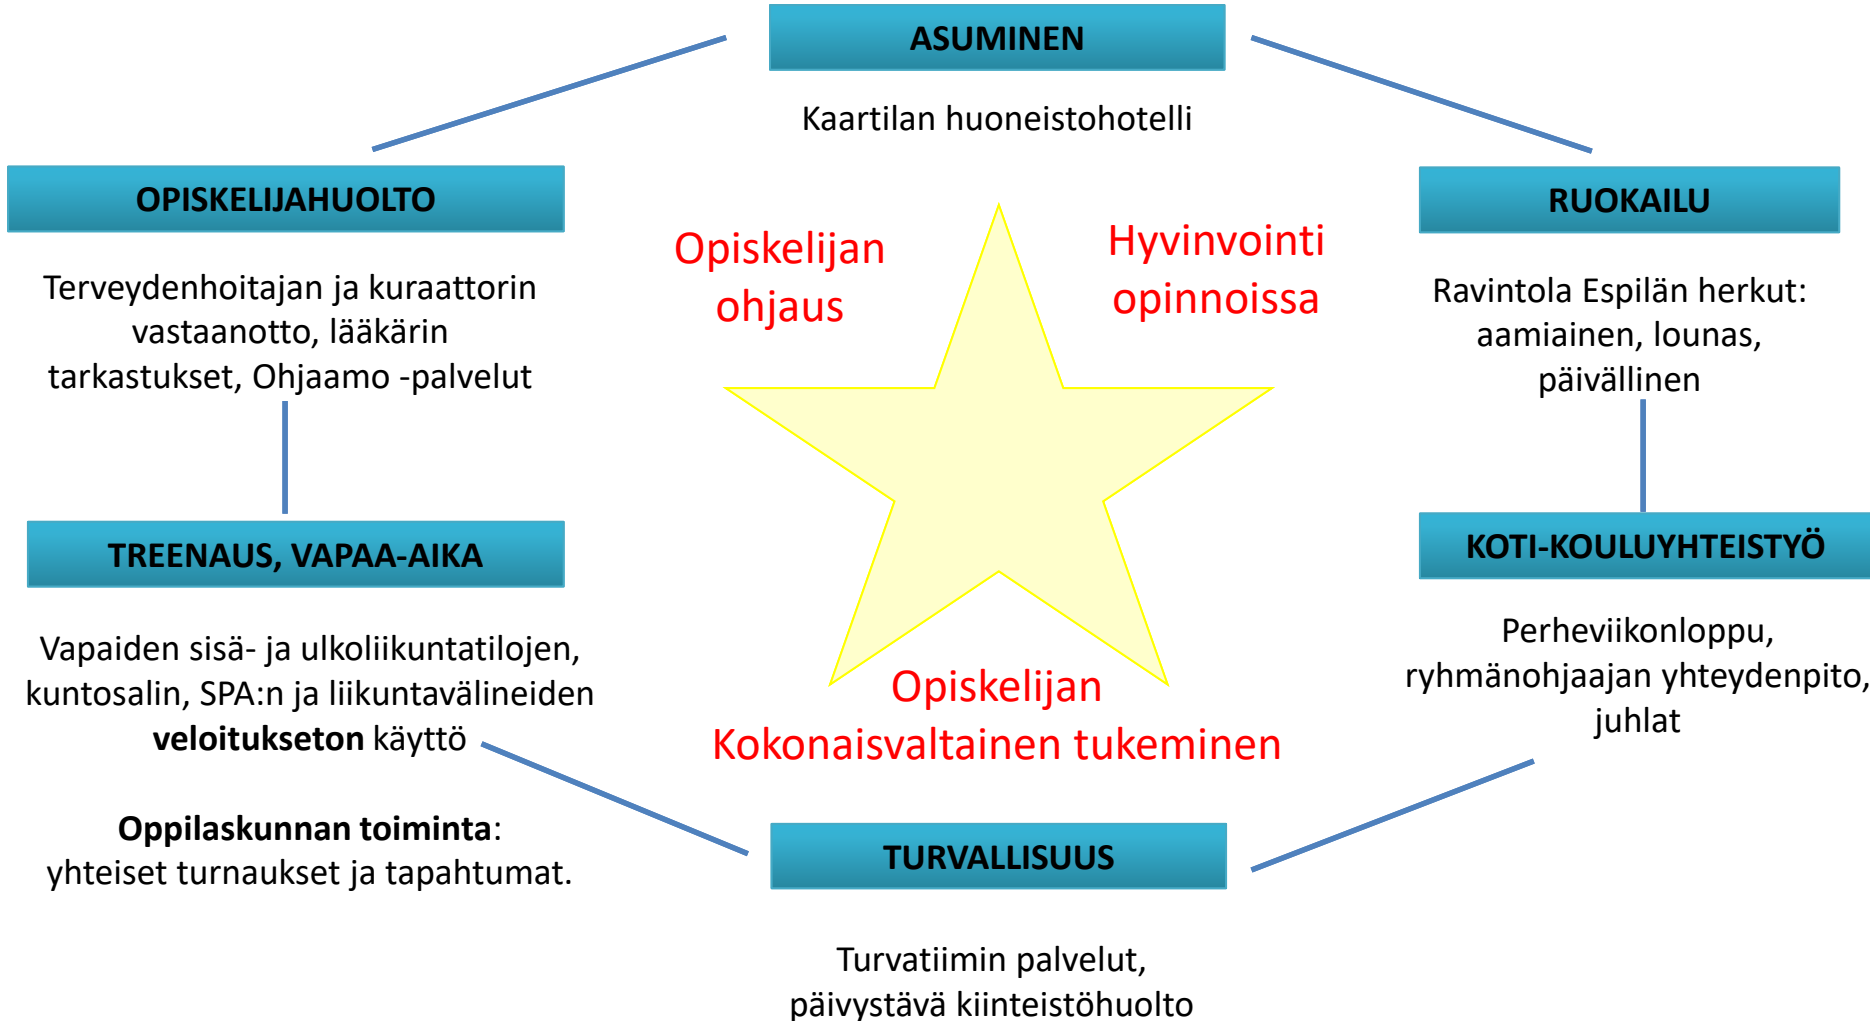 ASUMINEN
Kaartilan huoneistohotelli
OPISKELIJAHUOLTO
Terveydenhoitajan ja kuraattorin
vastaanotto, lääkärin
tarkastukset, Ohjaamo -palvelut
Opiskelijan
ohjaus
Hyvinvointi
opinnoissa
RUOKAILU
Ravintola Espilän herkut:
aamiainen, lounas,
päivällinen
TREENAUS, VAPAA-AIKA
Vapaiden sisä- ja ulkoliikuntatilojen,
kuntosalin, SPA:n ja liikuntavälineiden
veloitukseton käyttö
Oppilaskunnan toiminta:
yhteiset turnaukset ja tapahtumat.
Opiskelijan
Kokonaisvaltainen tukeminen
KOTI-KOULUYHTEISTYÖ
Perheviikonloppu,
ryhmänohjaajan yhteydenpito,
juhlat
TURVALLISUUS
Turvatiimin palvelut,
päivystävä kiinteistöhuolto